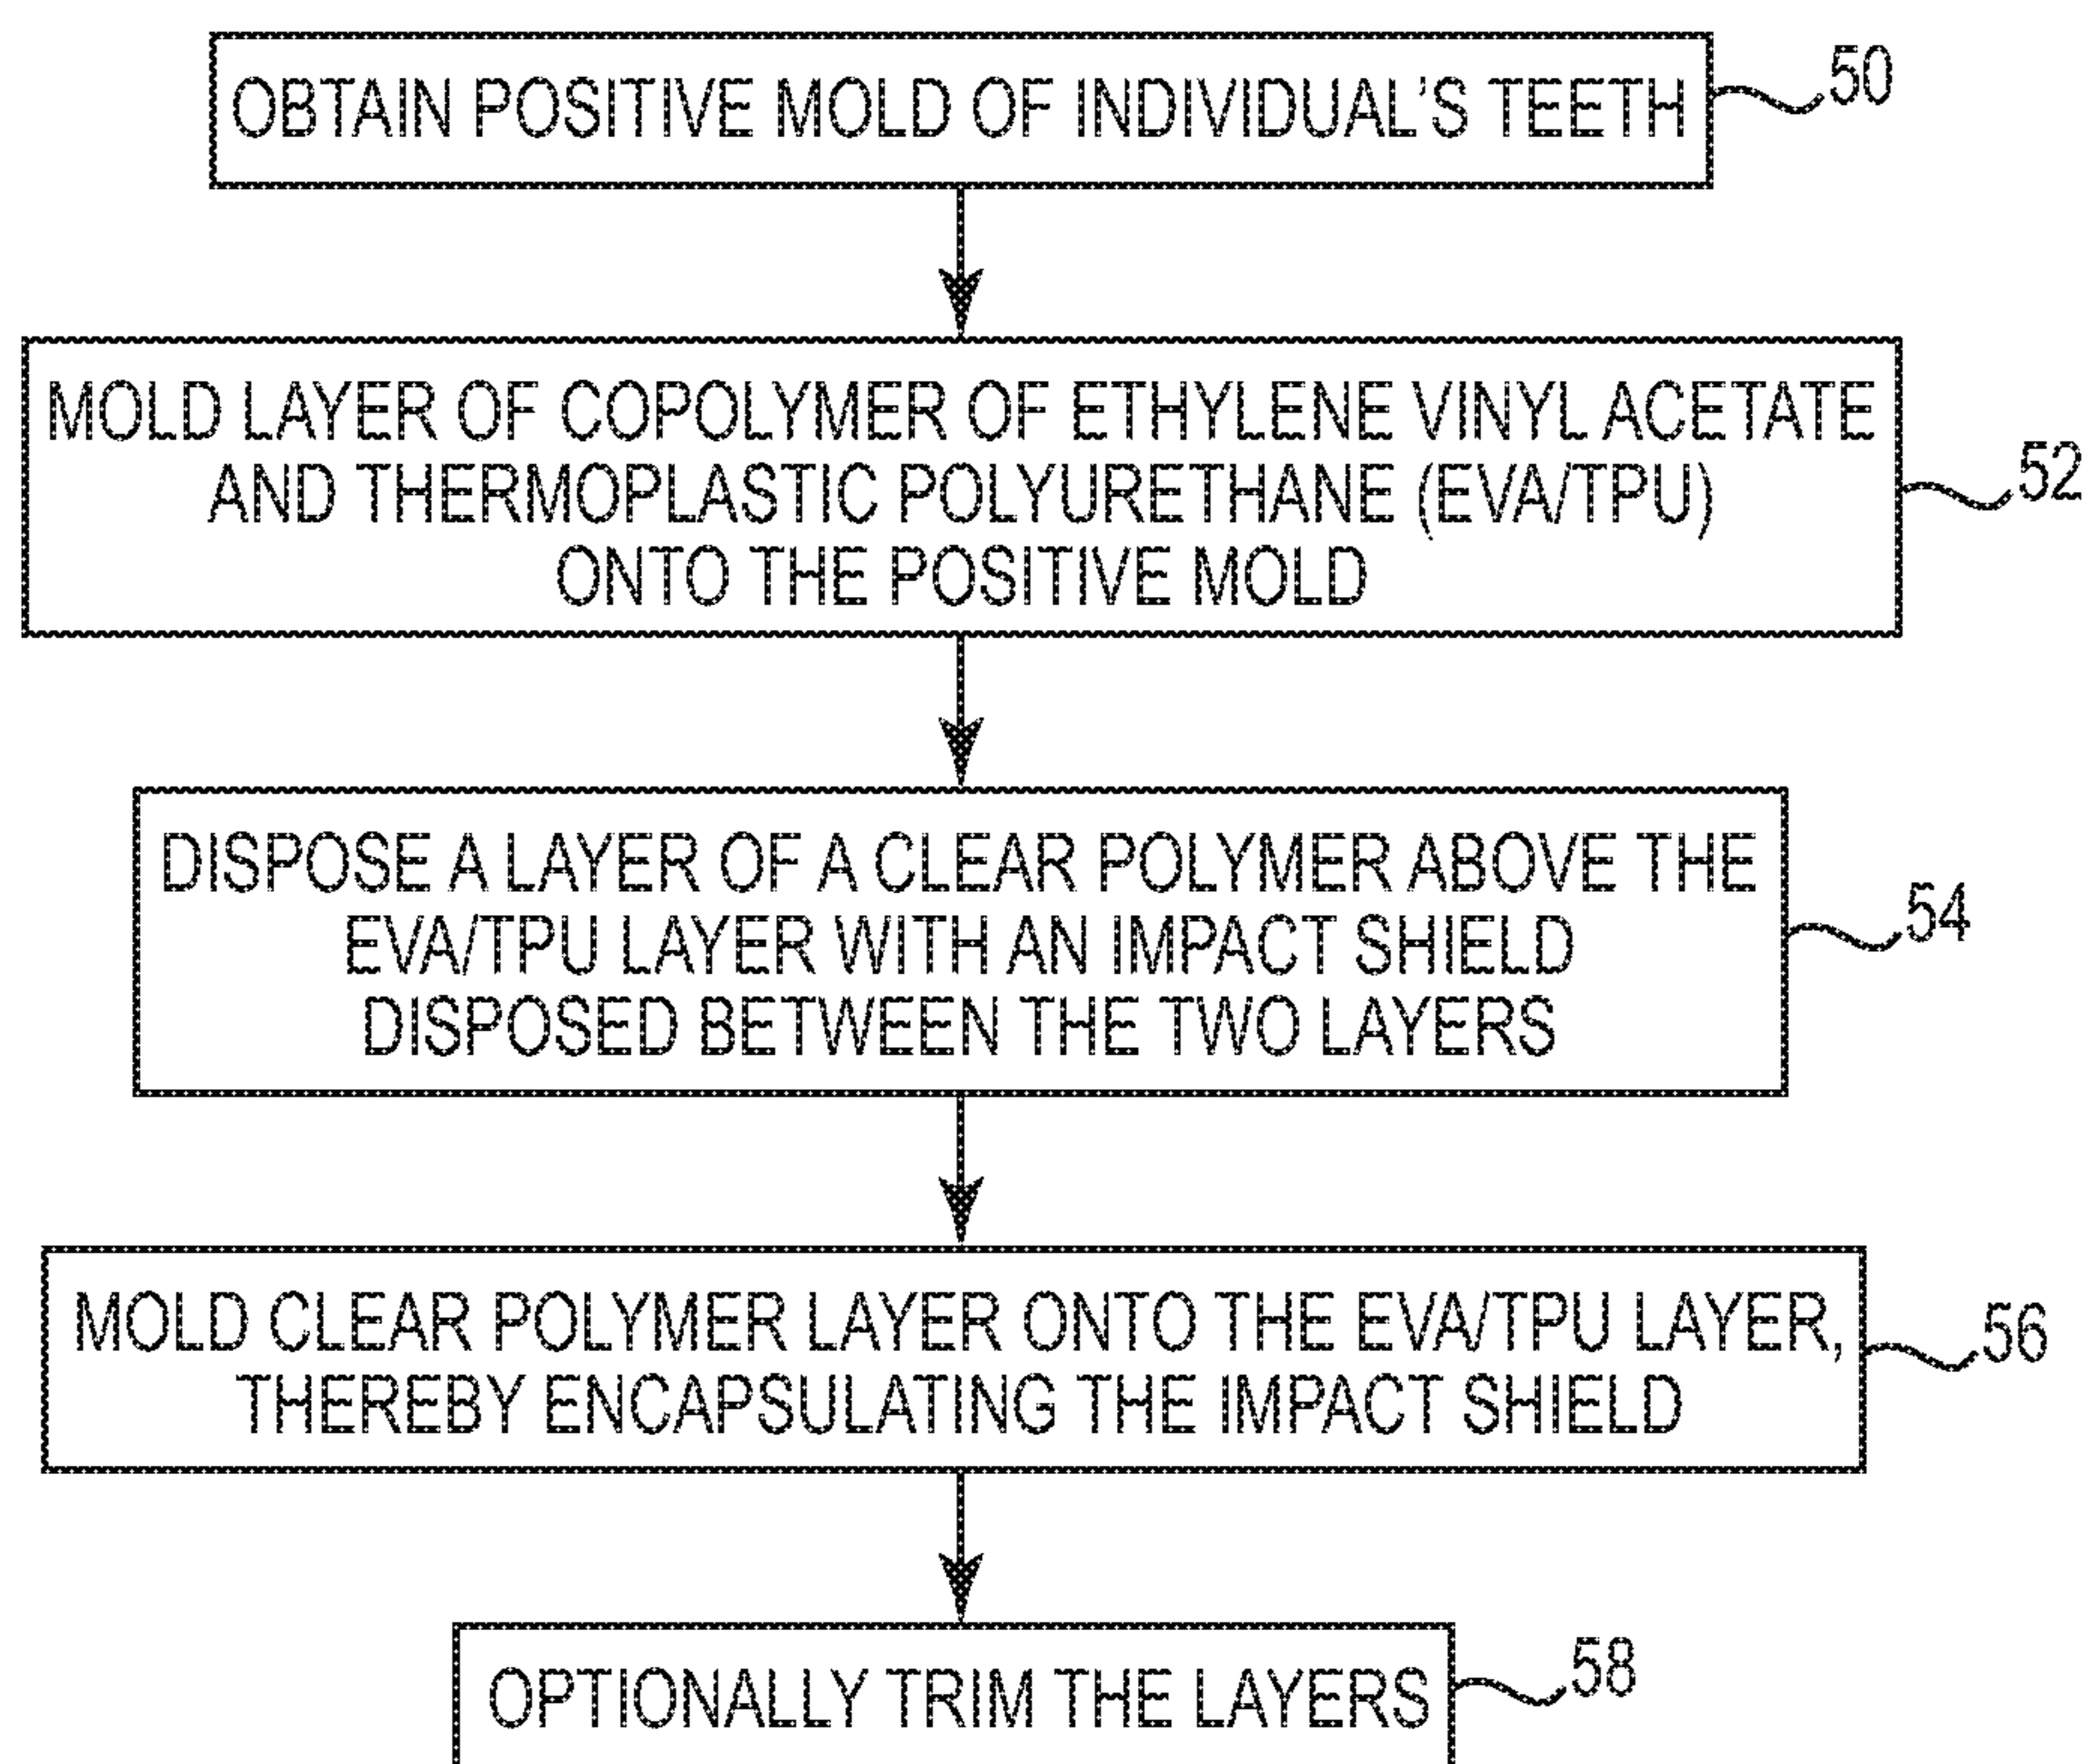 OBTAIN POSITIVE MOLD OF INDIVIDUAL'S TEETH
50
MOLD LAYER OF COPOLYMER OF ETHYLENE VINYL ACETATE
AND THERMOPLASTIC POLYURETHANE (EVA/TPU)
ONTO THE POSITIVE MOLD
52
DISPOSE A LAYER OF A CLEAR POLYMER ABOVE THE
EVA/TPU LAYER WITH AN IMPACT SHIELD
DISPOSED BETWEEN THE TWO LAYERS
54
MOLD CLEAR POLYMER LAYER ONTO THE EVA/TPU LAYER,
THEREBY ENCAPSULATING THE IMPACT SHIELD
56
OPTIONALLY TRIM THE LAYERS
58